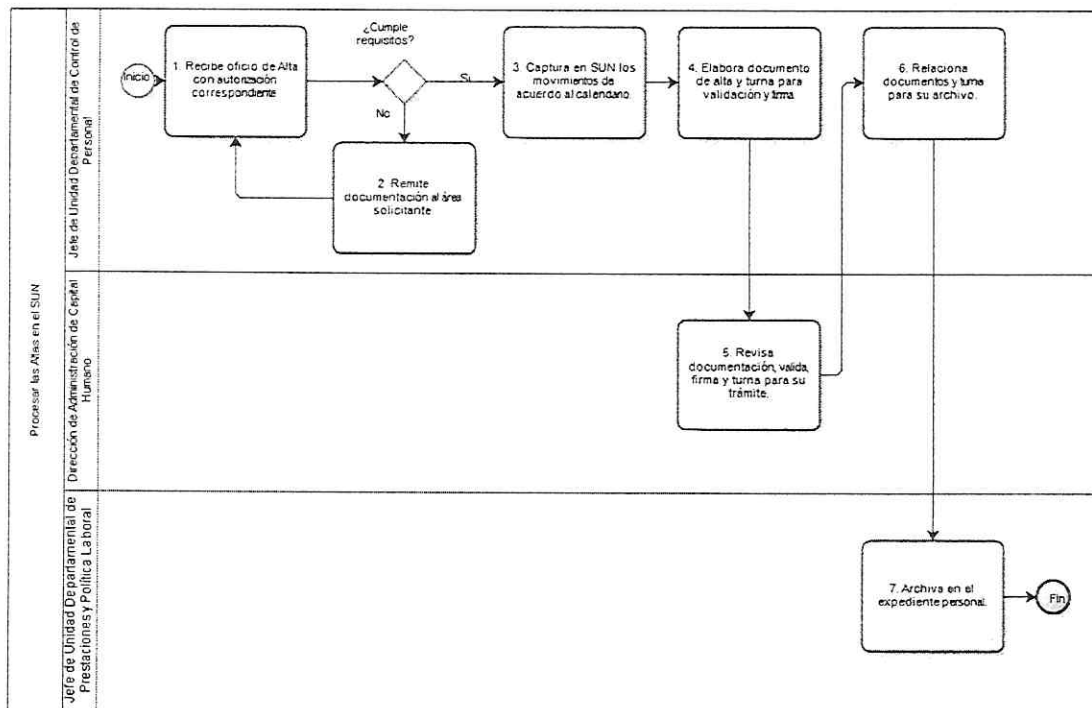 Procesar las Altas en el SUN
Jefe de Unidad Departamental de Control de
Personal
Inicio
1. Recibe oficio de Alta
con autorización
correspondiente
¿Cumple
requisitos?
Si
No
2. Remite
documentación al área
solicitante
3. Captura en SUN los
movimientos de
acuerdo al calendario.
4. Elabora documento
de alta y turna para
validación y firma
6. Relaciona
documentos y turna
para su archivo.
Dirección de Administración de Capital
Humano
5. Revisa
documentación, valida,
firma y turna para su
trámite.
Jefe de Unidad Departamental de
Prestaciones y Política Laboral
7. Archiva en el
expediente personal.
Fin